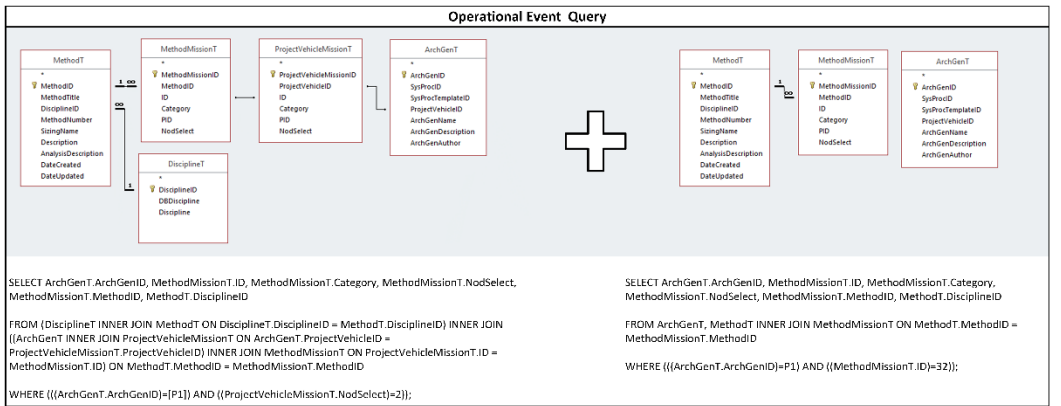 Operational Event Query
MethodT
*
MethodID
MethodTitle
DisciplineID
MethodNumber
SizingName
Description
AnalysisDescription
DateCreated
DateUpdated
1 ∞
∞
1
MethodMissionT
*
MethodMissionID
MethodID
ID
Category
PID
NodSelect
ProjectVehicleMissionT
*
ProjectVehicleMissionID
ProjectVehicleID
ID
Category
PID
NodSelect
ArchGenT
*
ArchGenID
SysProcID
SysProcTemplateID
ProjectVehicleID
ArchGenName
ArchGenDescription
ArchGenAuthor
DisciplineT
*
DisciplineID
DBDiscipline
Discipline
MethodT
*
MethodID
MethodTitle
DisciplineID
MethodNumber
SizingName
Description
AnalysisDescription
DateCreated
DateUpdated
1
∞
MethodMissionT
*
MethodMissionID
MethodID
ID
Category
PID
NodSelect
ArchGenT
*
ArchGenID
SysProcID
SysProcTemplateID
ProjectVehicleID
ArchGenName
ArchGenDescription
ArchGenAuthor
SELECT ArchGenT.ArchGenID, MethodMissionT.ID, MethodMissionT.Category, MethodMissionT.NodSelect,
MethodMissionT.MethodID, MethodT.DisciplineID
FROM (DisciplineT INNER JOIN MethodT ON DisciplineT.DisciplineID = MethodT.DisciplineID) INNER JOIN
((ArchGenT INNER JOIN ProjectVehicleMissionT ON ArchGenT.ProjectVehicleID =
ProjectVehicleMissionT.ProjectVehicleID) INNER JOIN MethodMissionT ON ProjectVehicleMissionT.ID =
MethodMissionT.ID) ON MethodT.MethodID = MethodMissionT.MethodID
WHERE (((ArchGenT.ArchGenID)=[P1]) AND ((ProjectVehicleMissionT.NodSelect)=2));
SELECT ArchGenT.ArchGenID, MethodMissionT.ID, MethodMissionT.Category,
MethodMissionT.NodSelect, MethodMissionT.MethodID, MethodT.DisciplineID
FROM ArchGenT, MethodT INNER JOIN MethodMissionT ON MethodT.MethodID =
MethodMissionT.MethodID
WHERE (((ArchGenT.ArchGenID)=P1) AND ((MethodMissionT.ID)=32));